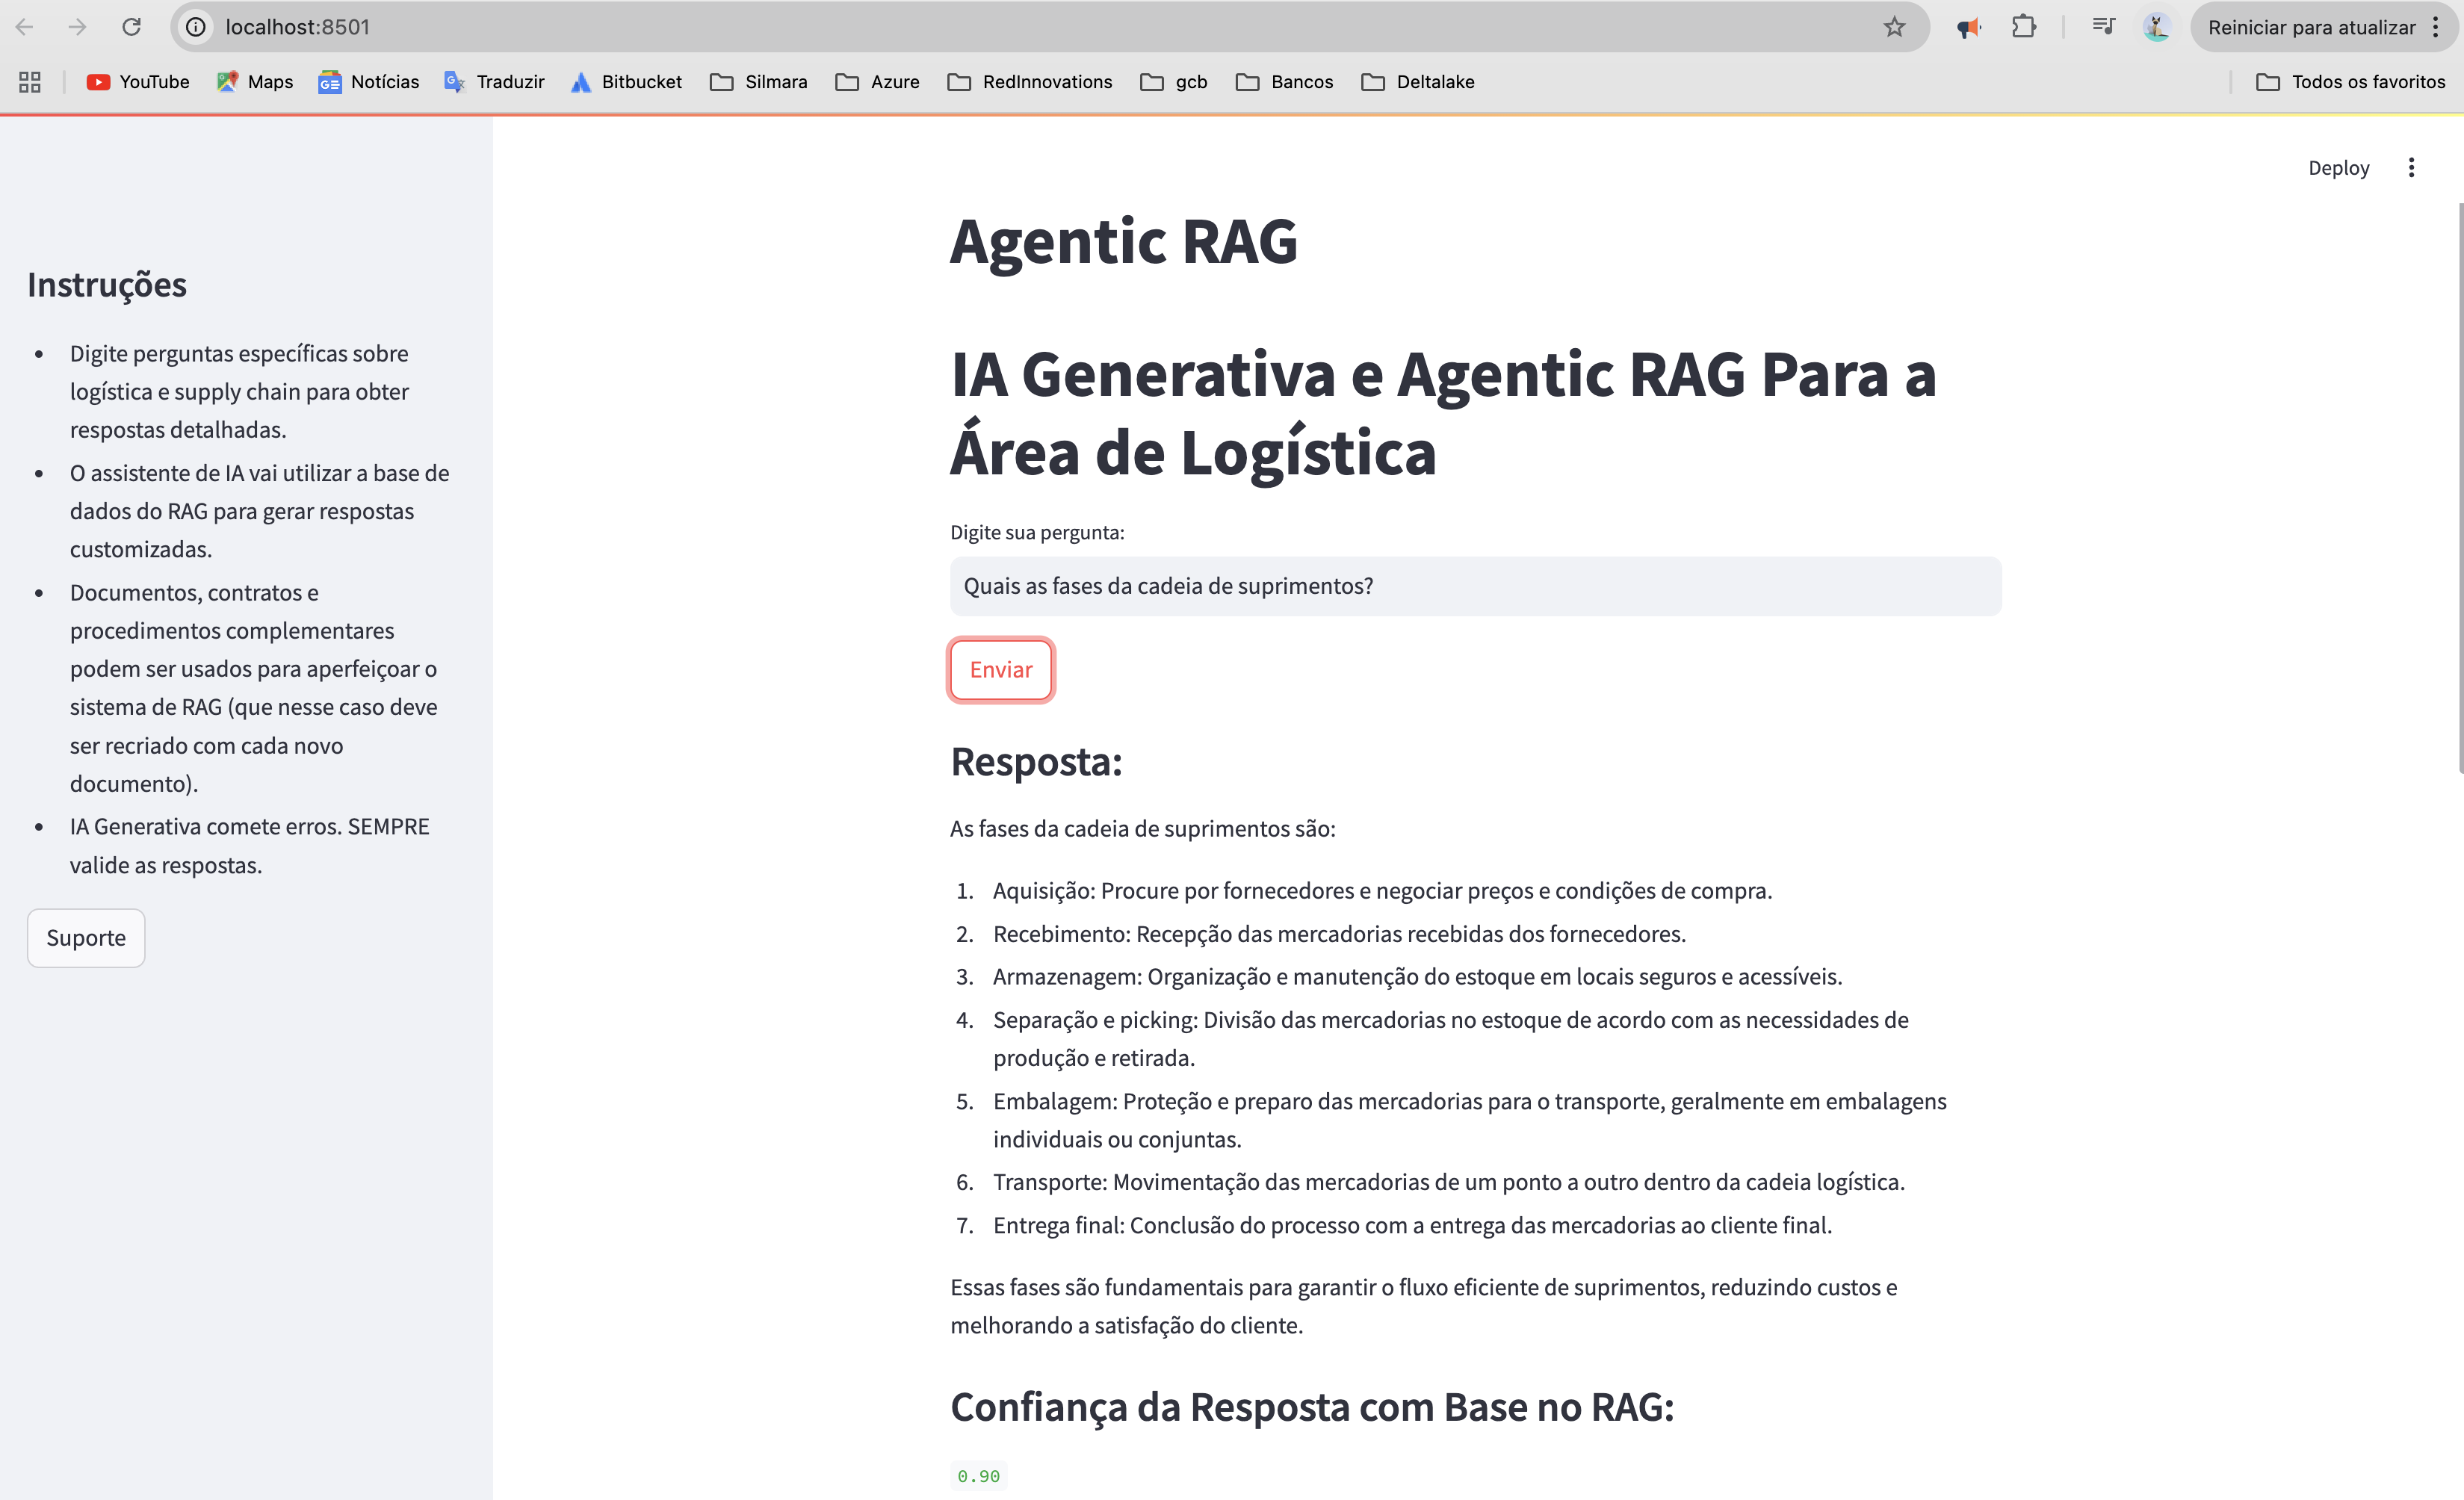 localhost:8501
Reiniciar para atualizar
YouTube
Maps
Notícias
Traduzir
Bitbucket
Silmara
Azure
RedInnovations
gcb
Bancos
Deltalake
Todos os favoritos
Deploy
Instruções
• Digite perguntas específicas sobre
logística e supply chain para obter
respostas detalhadas.
• O assistente de IA vai utilizar a base de
dados do RAG para gerar respostas
customizadas.
• Documentos, contratos e
procedimentos complementares
podem ser usados para aperfeiçoar o
sistema de RAG (que nesse caso deve
ser recriado com cada novo
documento).
• IA Generativa comete erros. SEMPRE
valide as respostas.
Suporte
Agentic RAG
IA Generativa e Agentic RAG Para a
Área de Logística
Digite sua pergunta:
Quais as fases da cadeia de suprimentos?
Enviar
Resposta:
As fases da cadeia de suprimentos são:
1. Aquisição: Procure por fornecedores e negociar preços e condições de compra.
2. Recebimento: Recepção das mercadorias recebidas dos fornecedores.
3. Armazenagem: Organização e manutenção do estoque em locais seguros e acessíveis.
4. Separação e picking: Divisão das mercadorias no estoque de acordo com as necessidades de
produção e retirada.
5. Embalagem: Proteção e preparo das mercadorias para o transporte, geralmente em embalagens
individuais ou conjuntas.
6. Transporte: Movimentação das mercadorias de um ponto a outro dentro da cadeia logística.
7. Entrega final: Conclusão do processo com a entrega das mercadorias ao cliente final.
Essas fases são fundamentais para garantir o fluxo eficiente de suprimentos, reduzindo custos e
melhorando a satisfação do cliente.
Confiança da Resposta com Base no RAG:
0.90